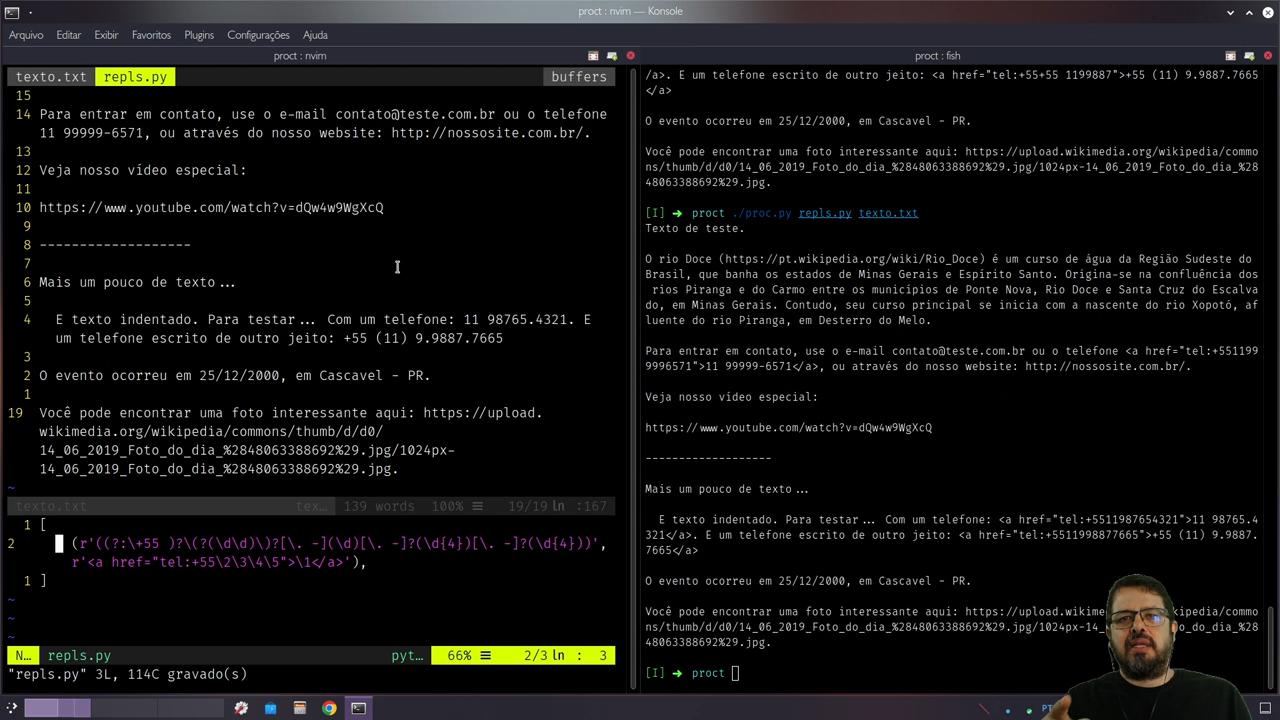 proct : nvim — Konsole
Arquivo Editar Exibir Favoritos Plugins Configurações Ajuda
proct : nvim
proct : fish
texto.txt repls.py buffers
15
14 Para entrar em contato, use o e-mail contato@teste.com.br ou o telefone
11 99999-6571, ou através do nosso website: http://nossosite.com.br/.
13
12 Veja nosso vídeo especial:
11
10 https://www.youtube.com/watch?v=dQw4w9WgXcQ
9
8 -------------------
7
6 Mais um pouco de texto...
5
4 E texto indentado. Para testar... Com um telefone: 11 98765.4321. E
um telefone escrito de outro jeito: +55 (11) 9.9887.7665
3
2 O evento ocorreu em 25/12/2000, em Cascavel - PR.
1
19 Você pode encontrar uma foto interessante aqui: https://upload.
wikimedia.org/wikipedia/commons/thumb/d/d0/
14_06_2019_Foto_do_dia_%2848063388692%29.jpg/1024px-
14_06_2019_Foto_do_dia_%2848063388692%29.jpg.
~
texto.txt tex... 139 words 100% ☰ 19/19 ln :167
1 [
2 (r'((?:\+55 )?\(?(\d\d)\)?[\. -](\d)[\. -]?(\d{4})[\. -]?(\d{4}))',
r'<a href="tel:+55\2\3\4\5">\1</a>'),
1 ]
~
~
~
N... repls.py pyt... 66% ☰ 2/3 ln : 3
"repls.py" 3L, 114C gravado(s)
/a>. E um telefone escrito de outro jeito: <a href="tel:+55+55 1199887">+55 (11) 9.9887.7665
</a>
O evento ocorreu em 25/12/2000, em Cascavel - PR.
Você pode encontrar uma foto interessante aqui: https://upload.wikimedia.org/wikipedia/commo
ns/thumb/d/d0/14_06_2019_Foto_do_dia_%2848063388692%29.jpg/1024px-14_06_2019_Foto_do_dia_%28
48063388692%29.jpg.
[I] ➜ proct ./proc.py repls.py texto.txt
Texto de teste.
O rio Doce (https://pt.wikipedia.org/wiki/Rio_Doce) é um curso de água da Região Sudeste do
Brasil, que banha os estados de Minas Gerais e Espírito Santo. Origina-se na confluência dos
rios Piranga e do Carmo entre os municípios de Ponte Nova, Rio Doce e Santa Cruz do Escalva
do, em Minas Gerais. Contudo, seu curso principal se inicia com a nascente do rio Xopotó, af
luente do rio Piranga, em Desterro do Melo.
Para entrar em contato, use o e-mail contato@teste.com.br ou o telefone <a href="tel:+551199
9996571">11 99999-6571</a>, ou através do nosso website: http://nossosite.com.br/.
Veja nosso vídeo especial:
https://www.youtube.com/watch?v=dQw4w9WgXcQ
-------------------
Mais um pouco de texto...
E texto indentado. Para testar... Com um telefone: <a href="tel:+5511987654321">11 98765.4
321</a>. E um telefone escrito de outro jeito: <a href="tel:+5511998877665">+55 (11) 9.9887.
7665</a>
O evento ocorreu em 25/12/2000, em Cascavel - PR.
Você pode encontrar uma foto interessante aqui: https://upload.wikime kipedia/commo
ns/thumb/d/d0/14_06_2019_Foto_do_dia_%2848063388692%29.jpg/1024px-14_ o_do_dia_%28
48063388692%29.jpg.
[I] ➜ proct
PT